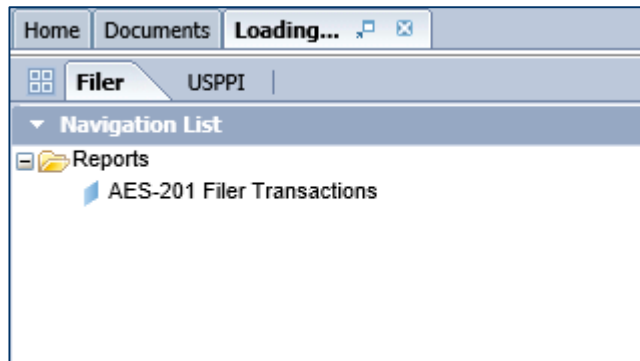 Home Documents Loading...
Filer USPPI
Navigation List
Reports
AES-201 Filer Transactions